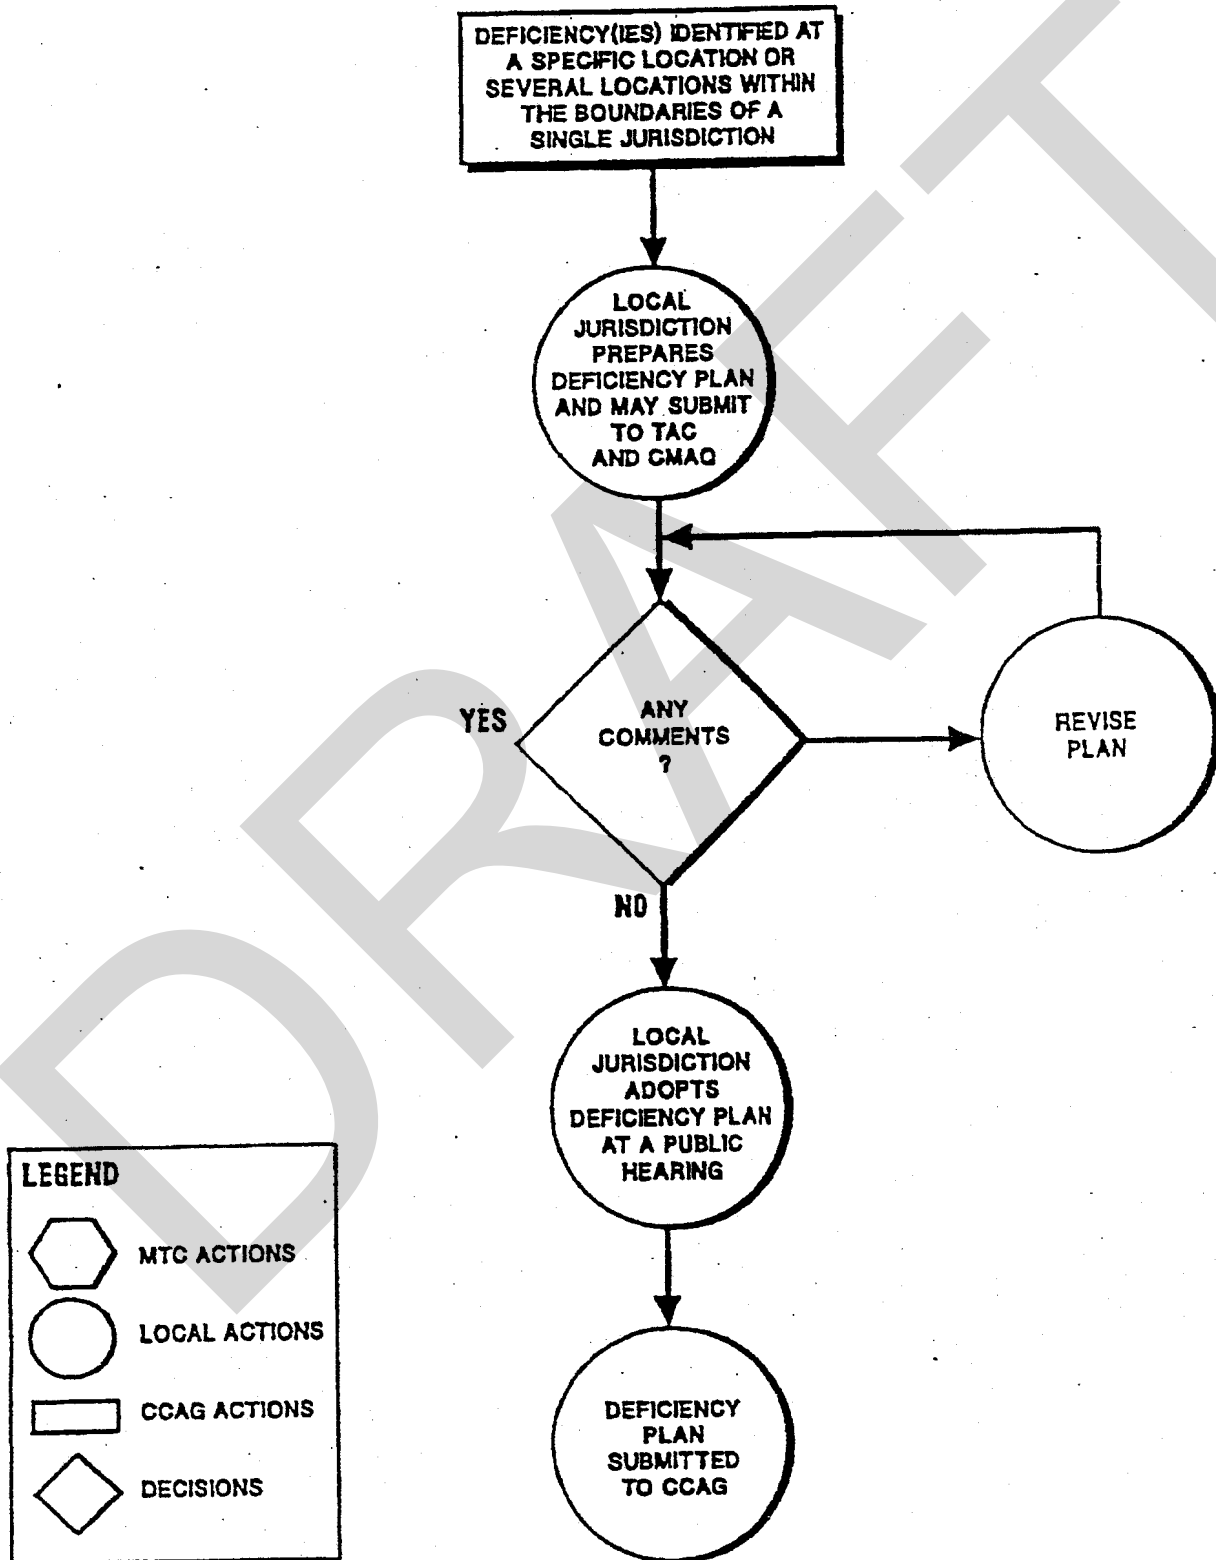 DEFICIENCY(IES) IDENTIFIED AT
A SPECIFIC LOCATION OR
SEVERAL LOCATIONS WITHIN
THE BOUNDARIES OF A
SINGLE JURISDICTION
LOCAL
JURISDICTION
PREPARES
DEFICIENCY PLAN
AND MAY SUBMIT
TO TAC
AND CMAQ
YES
ANY
COMMENTS
?
REVISE
PLAN
NO
LOCAL
JURISDICTION
ADOPTS
DEFICIENCY PLAN
AT A PUBLIC
HEARING
DEFICIENCY
PLAN
SUBMITTED
TO CCAG
LEGEND
MTC ACTIONS
LOCAL ACTIONS
CCAG ACTIONS
DECISIONS
DRAFT